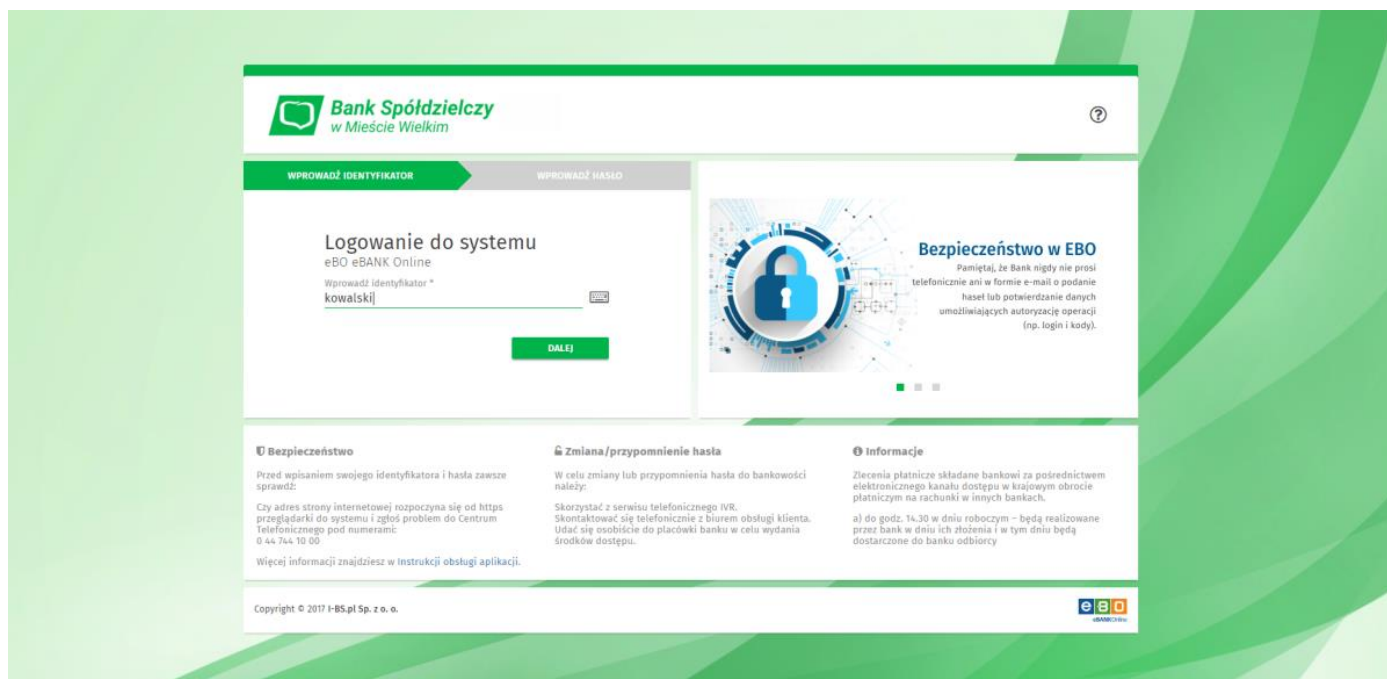 Bank Spółdzielczy
w Mieście Wielkim
WPROWADŹ IDENTYFIKATOR
WPROWADŹ HASŁO
Logowanie do systemu
eBO eBANK Online
Wprowadź identyfikator *
kowalski
DALEJ
Bezpieczeństwo w EBO
Pamiętaj, że Bank nigdy nie prosi
telefonicznie ani w formie e-mail o podanie
haseł lub potwierdzanie danych
umożliwiających autoryzację operacji
(np. login i kody).
Bezpieczeństwo
Przed wpisaniem swojego identyfikatora i hasła zawsze
sprawdź:
Czy adres strony internetowej rozpoczyna się od https
przeglądarki do systemu i zgłoś problem do Centrum
Telefonicznego pod numerami:
0 44 744 10 00
Więcej informacji znajdziesz w Instrukcji obsługi aplikacji.
Zmiana/przypomnienie hasła
W celu zmiany lub przypomnienia hasła do bankowości
należy:
Skorzystać z serwisu telefonicznego IVR.
Skontaktować się telefonicznie z biurem obsługi klienta.
Udać się osobiście do placówki banku w celu wydania
środków dostępu.
Informacje
Zlecenia płatnicze składane bankowi za pośrednictwem
elektronicznego kanału dostępu w krajowym obrocie
płatniczym na rachunki w innych bankach.
a) do godz. 14.30 w dniu roboczym – będą realizowane
przez bank w dniu ich złożenia i w tym dniu będą
dostarczone do banku odbiorcy
Copyright © 2017 I-BS.pl Sp. z o. o.
eBO
eBANKOnline